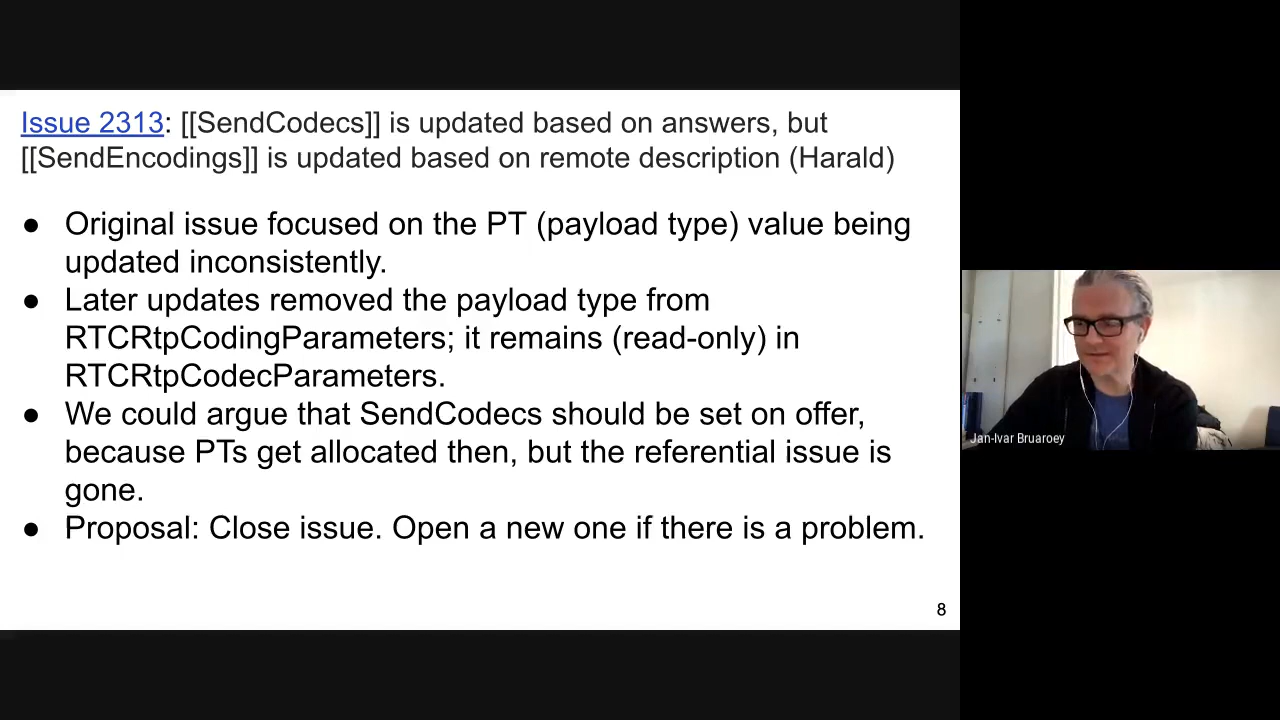 Issue 2313: [[SendCodecs]] is updated based on answers, but
[[SendEncodings]] is updated based on remote description (Harald)
● Original issue focused on the PT (payload type) value being
updated inconsistently.
● Later updates removed the payload type from
RTCRtpCodingParameters; it remains (read-only) in
RTCRtpCodecParameters.
● We could argue that SendCodecs should be set on offer,
because PTs get allocated then, but the referential issue is
gone.
● Proposal: Close issue. Open a new one if there is a problem.
8
Jan-Ivar Bruaroey